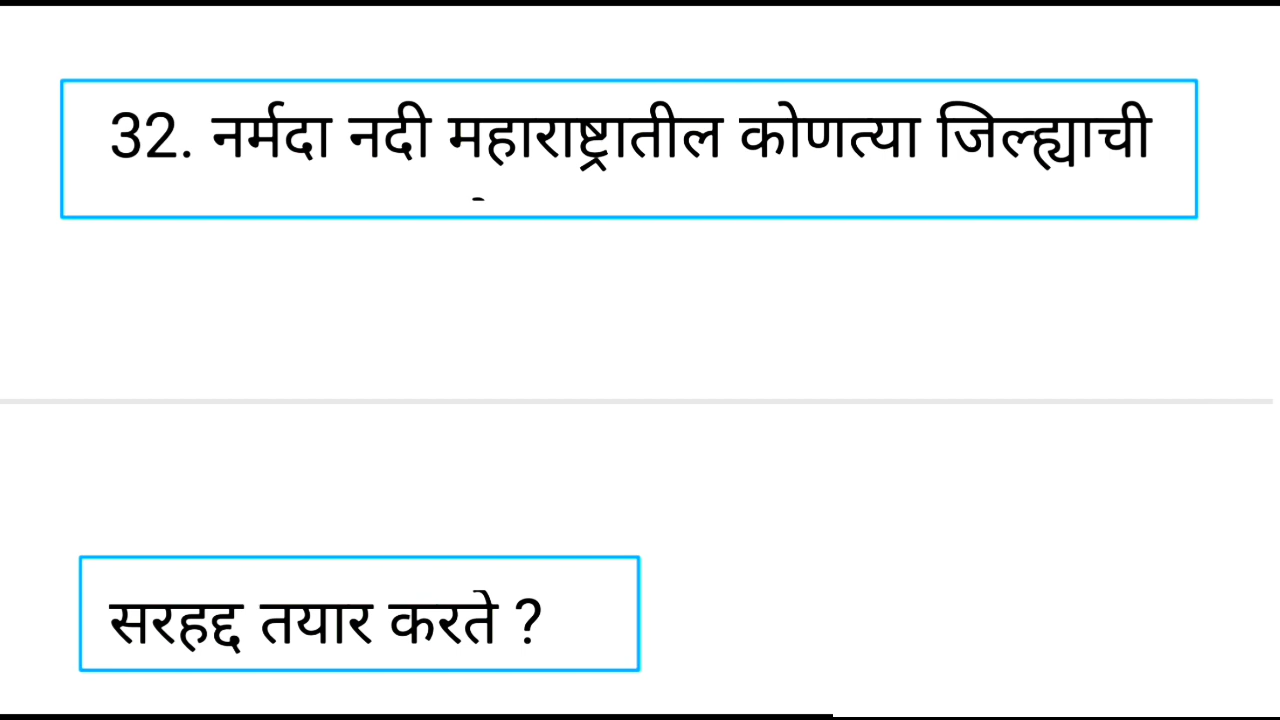 32. नर्मदा नदी महाराष्ट्रातील कोणत्या जिल्ह्याची
सरहद्द तयार करते ?